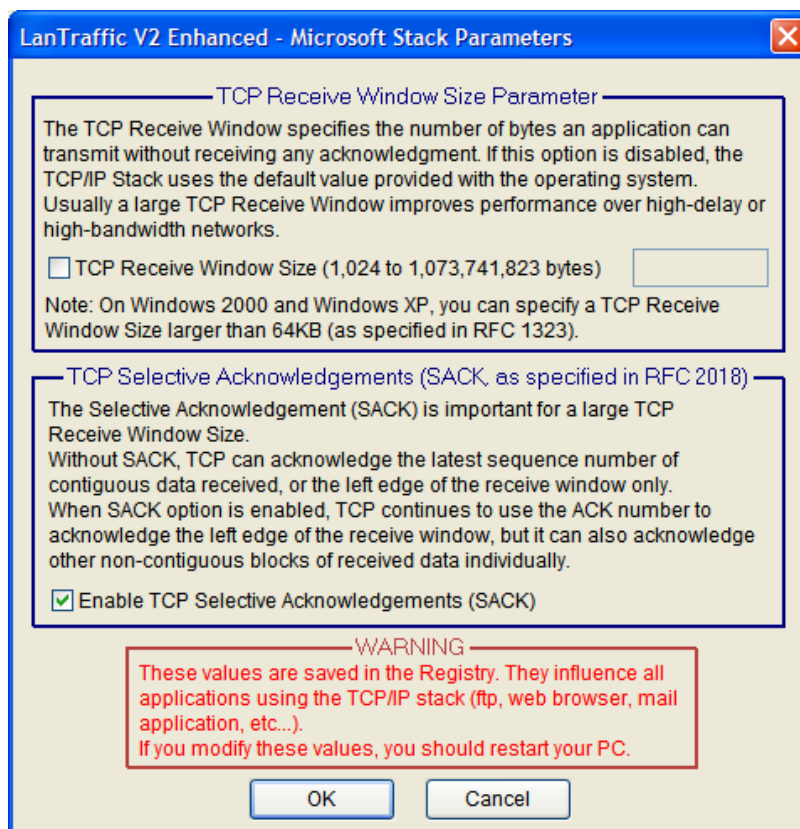 LanTraffic V2 Enhanced - Microsoft Stack Parameters
TCP Receive Window Size Parameter
The TCP Receive Window specifies the number of bytes an application can
transmit without receiving any acknowledgment. If this option is disabled, the
TCP/IP Stack uses the default value provided with the operating system.
Usually a large TCP Receive Window improves performance over high-delay or
high-bandwidth networks.
TCP Receive Window Size (1,024 to 1,073,741,823 bytes)
Note: On Windows 2000 and Windows XP, you can specify a TCP Receive
Window Size larger than 64KB (as specified in RFC 1323).
TCP Selective Acknowledgements (SACK, as specified in RFC 2018)
The Selective Acknowledgement (SACK) is important for a large TCP
Receive Window Size.
Without SACK, TCP can acknowledge the latest sequence number of
contiguous data received, or the left edge of the receive window only.
When SACK option is enabled, TCP continues to use the ACK number to
acknowledge the left edge of the receive window, but it can also acknowledge
other non-contiguous blocks of received data individually.
Enable TCP Selective Acknowledgements (SACK)
WARNING
These values are saved in the Registry. They influence all
applications using the TCP/IP stack (ftp, web browser, mail
application, etc...).
If you modify these values, you should restart your PC.
OK
Cancel